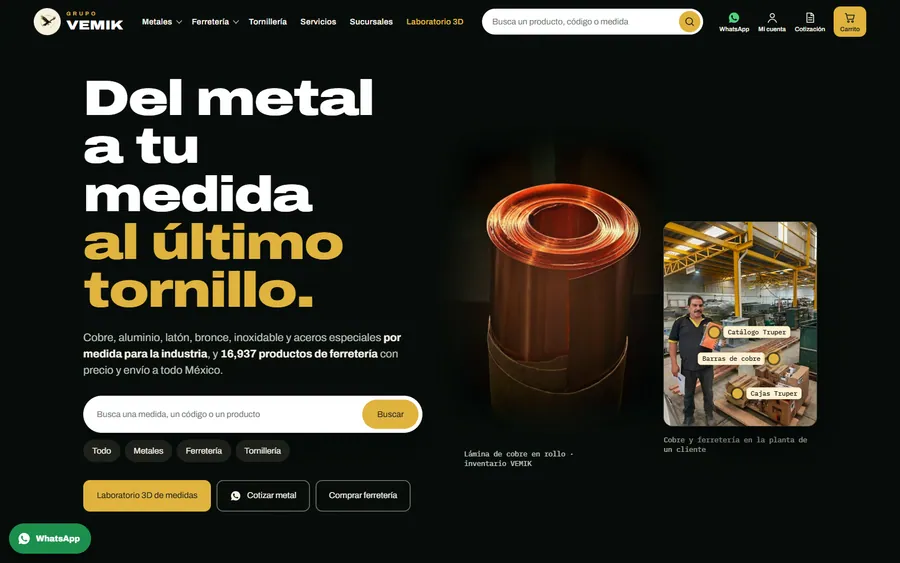 GRUPO
VEMIK
Metales
Ferretería
Tornillería
Servicios
Sucursales
Laboratorio 3D
Busca un producto, código o medida
WhatsApp
Mi cuenta
Cotización
Carrito
Del metal
a tu
medida
al último
tornillo.
Cobre, aluminio, latón, bronce, inoxidable y aceros especiales por
medida para la industria, y 16,937 productos de ferretería con
precio y envío a todo México.
Busca una medida, un código o un producto
Buscar
Todo
Metales
Ferretería
Tornillería
Laboratorio 3D de medidas
Cotizar metal
Comprar ferretería
Lámina de cobre en rollo ·
inventario VEMIK
Catálogo Truper
Barras de cobre
Cajas Truper
Cobre y ferretería en la planta de
un cliente
WhatsApp